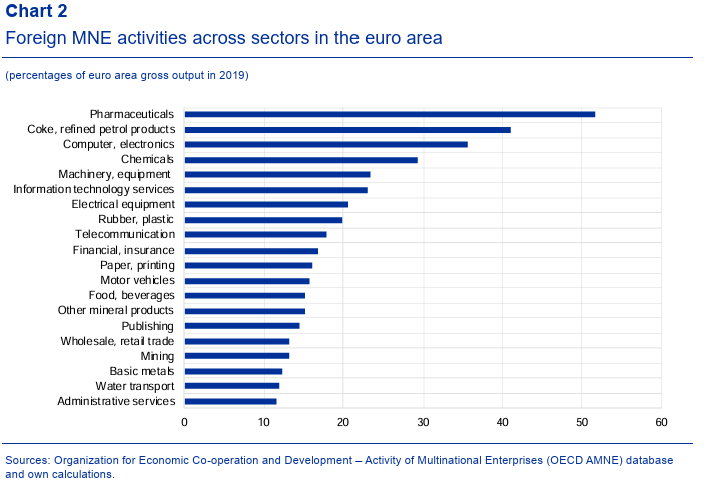 Chart 2
Foreign MNE activities across sectors in the euro area
(percentages of euro area gross output in 2019)
Pharmaceuticals
Coke, refined petrol products
Computer, electronics
Chemicals
Machinery, equipment
Information technology services
Electrical equipment
Rubber, plastic
Telecommunication
Financial, insurance
Paper, printing
Motor vehicles
Food, beverages
Other mineral products
Publishing
Wholesale, retail trade
Mining
Basic metals
Water transport
Administrative services
0 10 20 30 40 50 60
Sources: Organization for Economic Co-operation and Development – Activity of Multinational Enterprises (OECD AMNE) database
and own calculations.